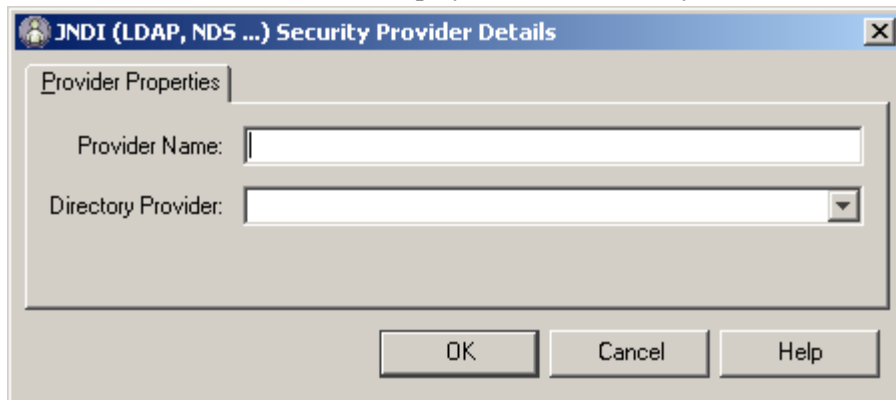 JNDI (LDAP, NDS ...) Security Provider Details
Provider Properties
Provider Name:
Directory Provider:
OK Cancel Help